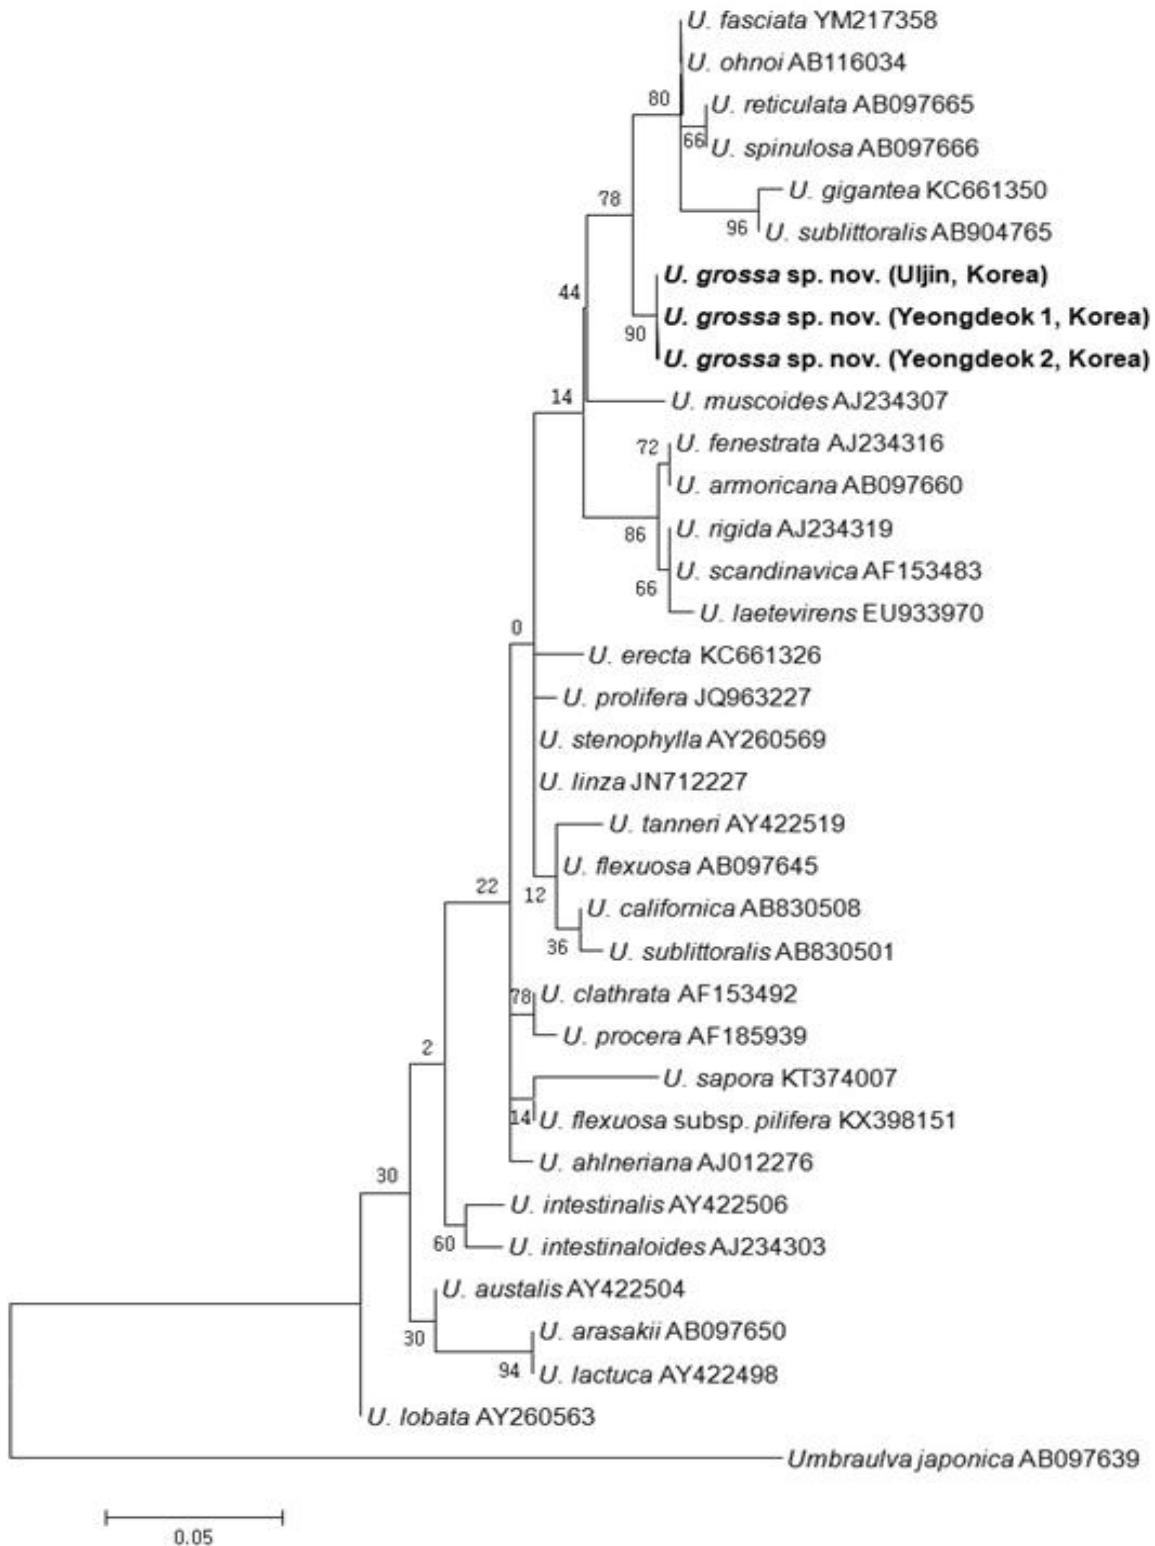 U. fasciata YM217358
U. ohnoi AB116034
80
U. reticulata AB097665
66
U. spinulosa AB097666
U. gigantea KC661350
78
96
U. sublittoralis AB904765
U. grossa sp. nov. (Uljin, Korea)
44
U. grossa sp. nov. (Yeongdeok 1, Korea)
90
U. grossa sp. nov. (Yeongdeok 2, Korea)
14
U. muscoides AJ234307
72
U. fenestrata AJ234316
U. armoricana AB097660
86
U. rigida AJ234319
U. scandinavica AF153483
66
U. laetevirens EU933970
0
U. erecta KC661326
U. prolifera JQ963227
U. stenophylla AY260569
U. linza JN712227
U. tanneri AY422519
U. flexuosa AB097645
22
12
U. californica AB830508
36
U. sublittoralis AB830501
78
U. clathrata AF153492
U. procera AF185939
2
U. sapora KT374007
14
U. flexuosa subsp. pilifera KX398151
U. ahlneriana AJ012276
30
U. intestinalis AY422506
60
U. intestinaloides AJ234303
U. austalis AY422504
30
U. arasakii AB097650
94
U. lactuca AY422498
U. lobata AY260563
Umbraulva japonica AB097639
0.05